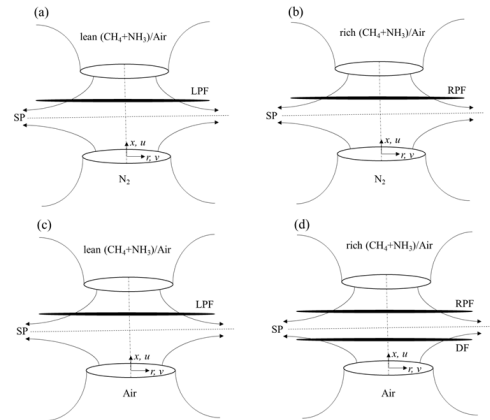 (a)
lean (CH₄+NH₃)/Air
LPF
SP
x, u
r, v
N₂
(b)
rich (CH₄+NH₃)/Air
RPF
SP
x, u
r, v
N₂
(c)
lean (CH₄+NH₃)/Air
LPF
SP
x, u
r, v
Air
(d)
rich (CH₄+NH₃)/Air
RPF
SP
DF
x, u
r, v
Air